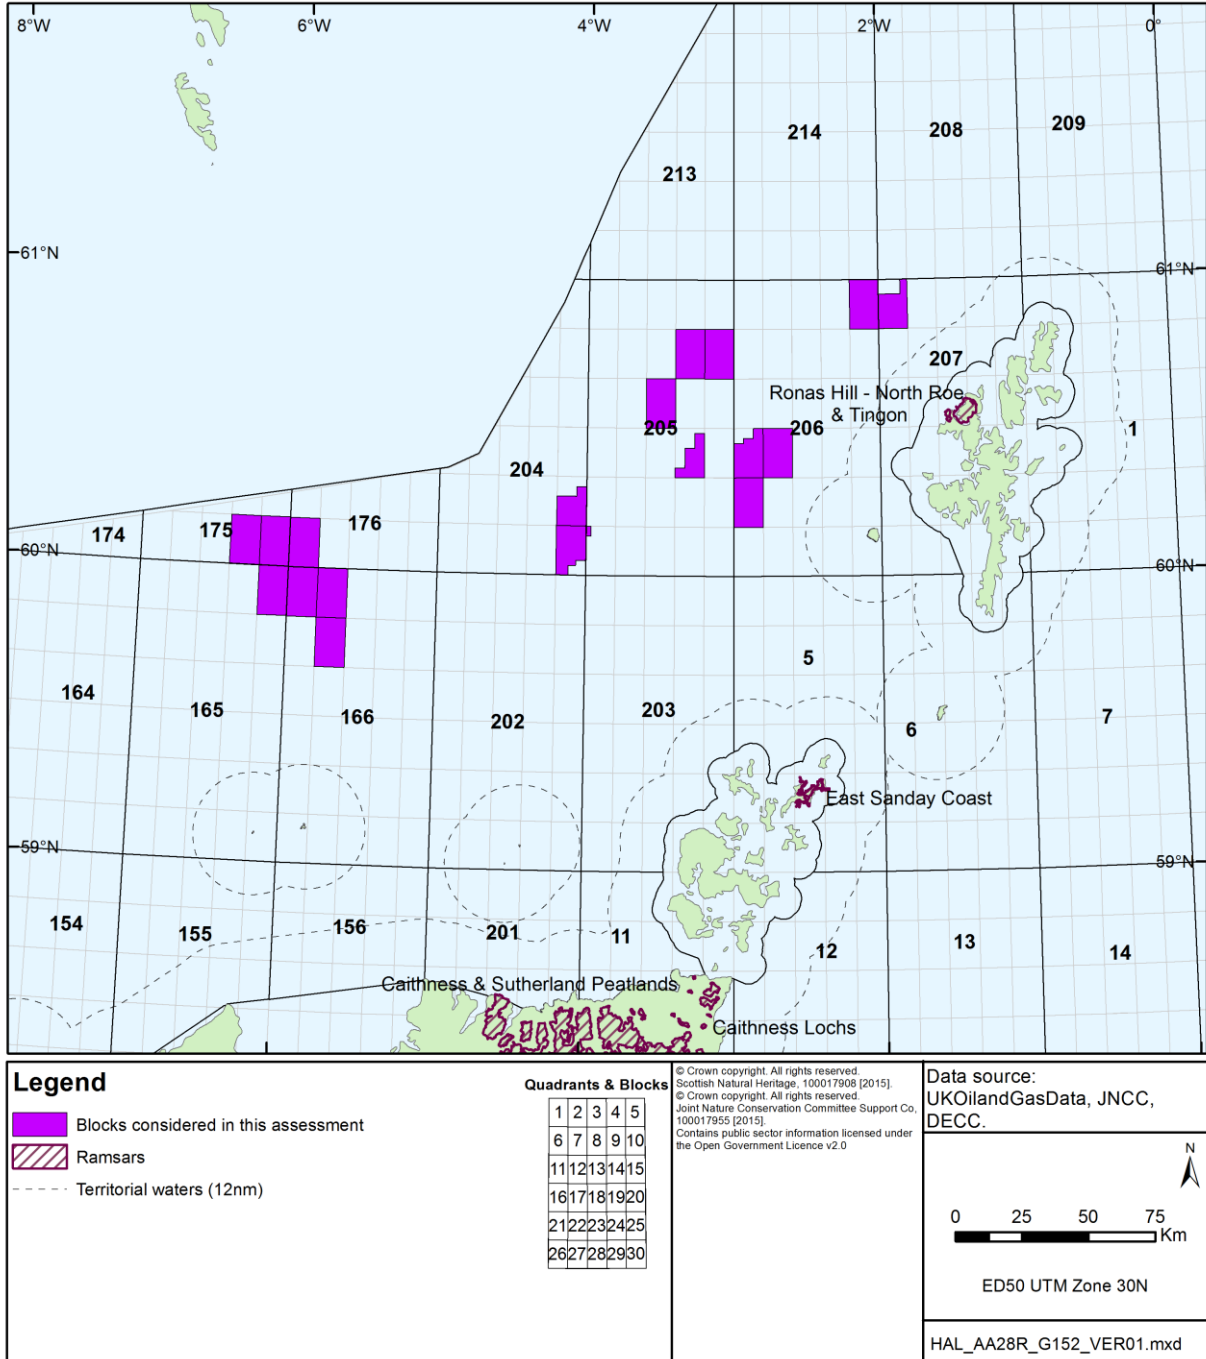 8°W 6°W 4°W 2°W 0°
214 208 209
213
61°N 61°N
207
Ronas Hill - North Roe
& Tingon
205 206 1
204
174 175 176
60°N 60°N
5
164 165 166 202 203 6 7
East Sanday Coast
59°N 59°N
154 155 156 201 11 12 13 14
Caithness & Sutherland Peatlands
Caithness Lochs
Legend
Blocks considered in this assessment
Ramsars
Territorial waters (12nm)
Quadrants & Blocks
1 2 3 4 5
6 7 8 9 10
11 12 13 14 15
16 17 18 19 20
21 22 23 24 25
26 27 28 29 30
© Crown copyright. All rights reserved.
Scottish Natural Heritage, 100017908 [2015].
© Crown copyright. All rights reserved.
Joint Nature Conservation Committee Support Co,
100017955 [2015].
Contains public sector information licensed under
the Open Government Licence v2.0
Data source:
UKOilandGasData, JNCC,
DECC.
N
0 25 50 75
Km
ED50 UTM Zone 30N
HAL_AA28R_G152_VER01.mxd